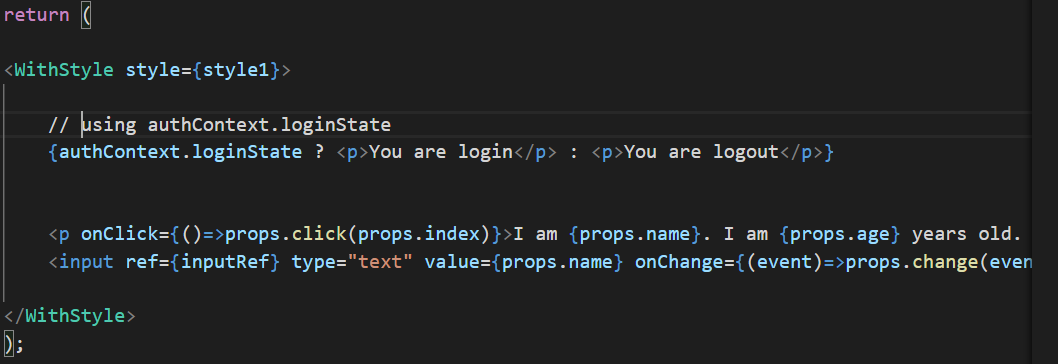 return (
<WithStyle style={style1}>
// using authContext.loginState
{authContext.loginState ? <p>You are login</p> : <p>You are logout</p>}
<p onClick={()=>props.click(props.index)}>I am {props.name}. I am {props.age} years old.
<input ref={inputRef} type="text" value={props.name} onChange={(event)=>props.change(even
</WithStyle>
);